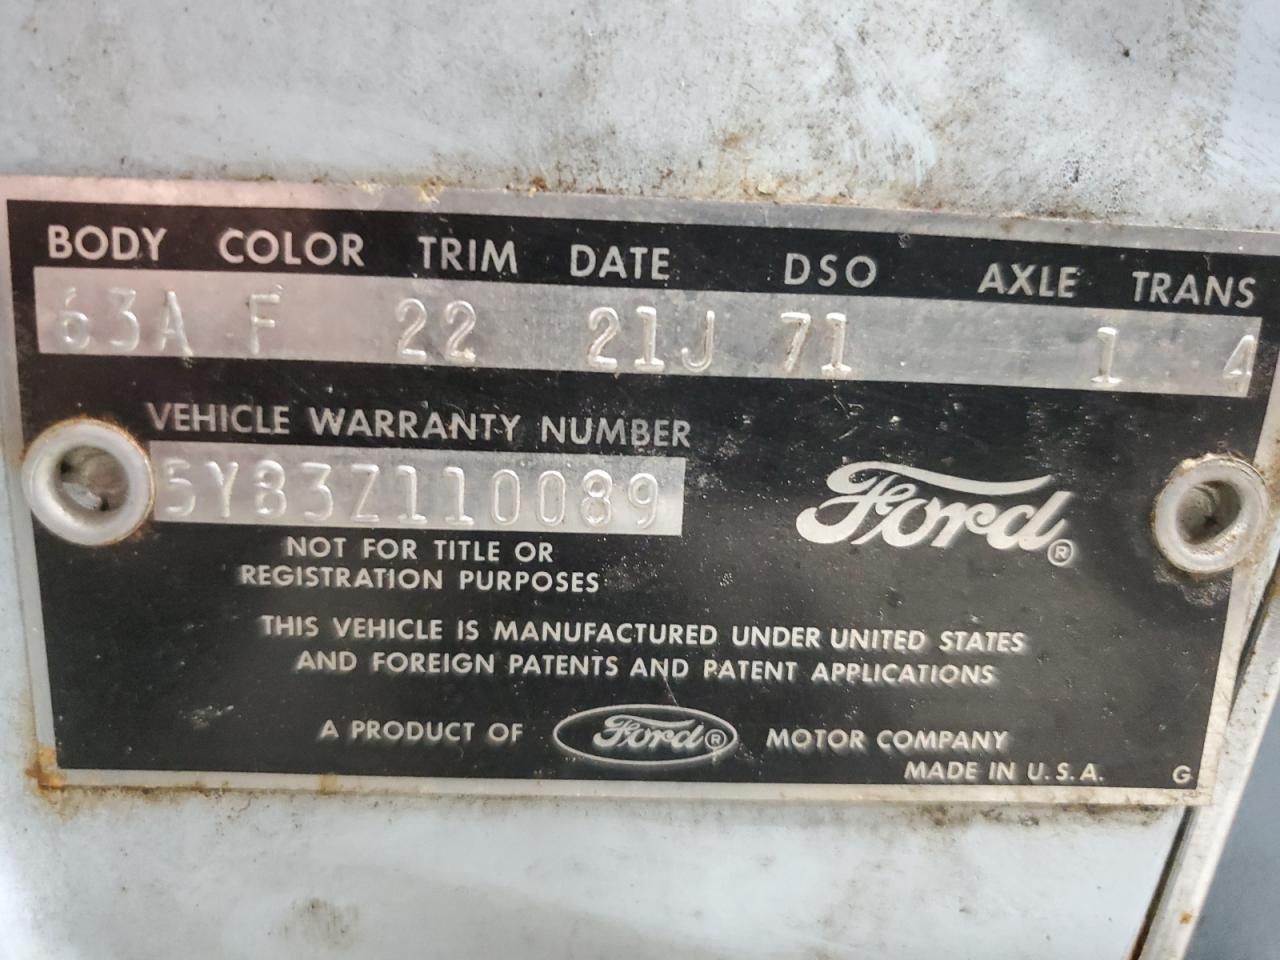 BODY COLOR TRIM DATE DSO AXLE TRANS
63A F 22 21J 71 1 4
VEHICLE WARRANTY NUMBER
5Y83Z110089
Ford®
NOT FOR TITLE OR
REGISTRATION PURPOSES
THIS VEHICLE IS MANUFACTURED UNDER UNITED STATES
AND FOREIGN PATENTS AND PATENT APPLICATIONS
A PRODUCT OF Ford® MOTOR COMPANY
MADE IN U.S.A. G